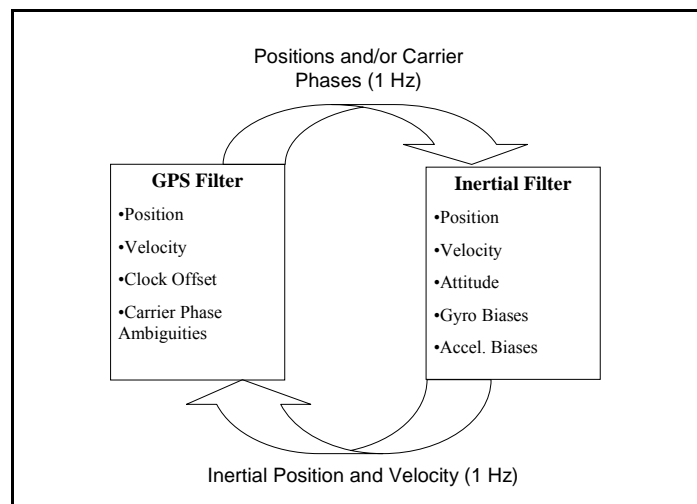 Positions and/or Carrier
Phases (1 Hz)
GPS Filter
•Position
•Velocity
•Clock Offset
•Carrier Phase
Ambiguities
Inertial Filter
•Position
•Velocity
•Attitude
•Gyro Biases
•Accel. Biases
Inertial Position and Velocity (1 Hz)